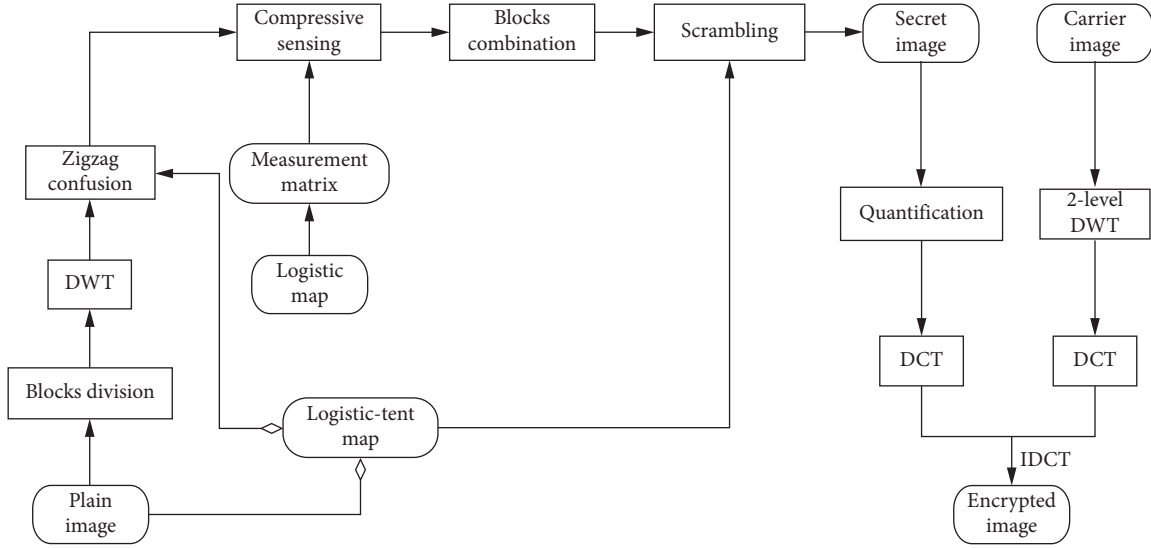 Compressive
sensing
Blocks
combination
Scrambling
Secret
image
Carrier
image
Zigzag
confusion
Measurement
matrix
Quantification
2-level
DWT
DWT
Logistic
map
DCT
DCT
Blocks division
Logistic-tent
map
IDCT
Plain
image
Encrypted
image